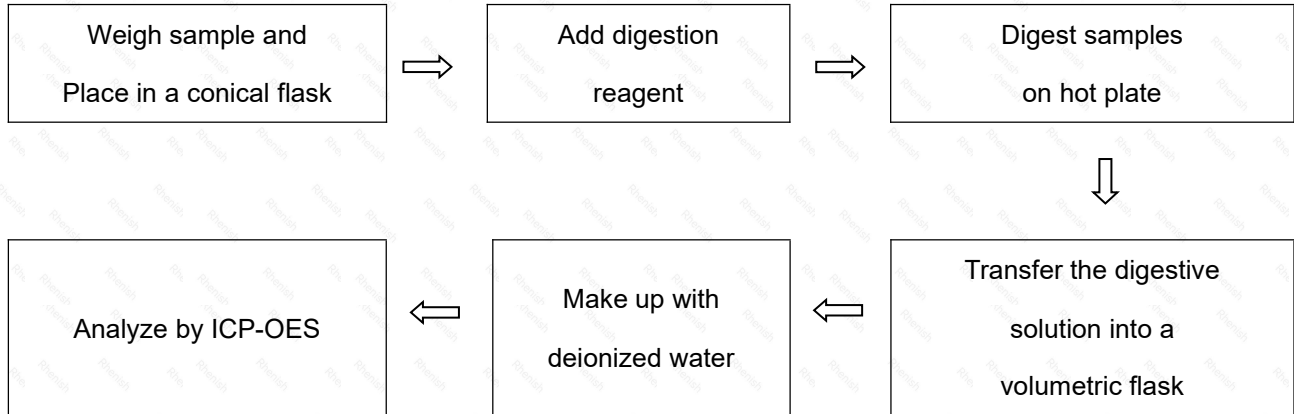 Weigh sample and
Place in a conical flask
Add digestion
reagent
Digest samples
on hot plate
Transfer the digestive
solution into a
volumetric flask
Make up with
deionized water
Analyze by ICP-OES